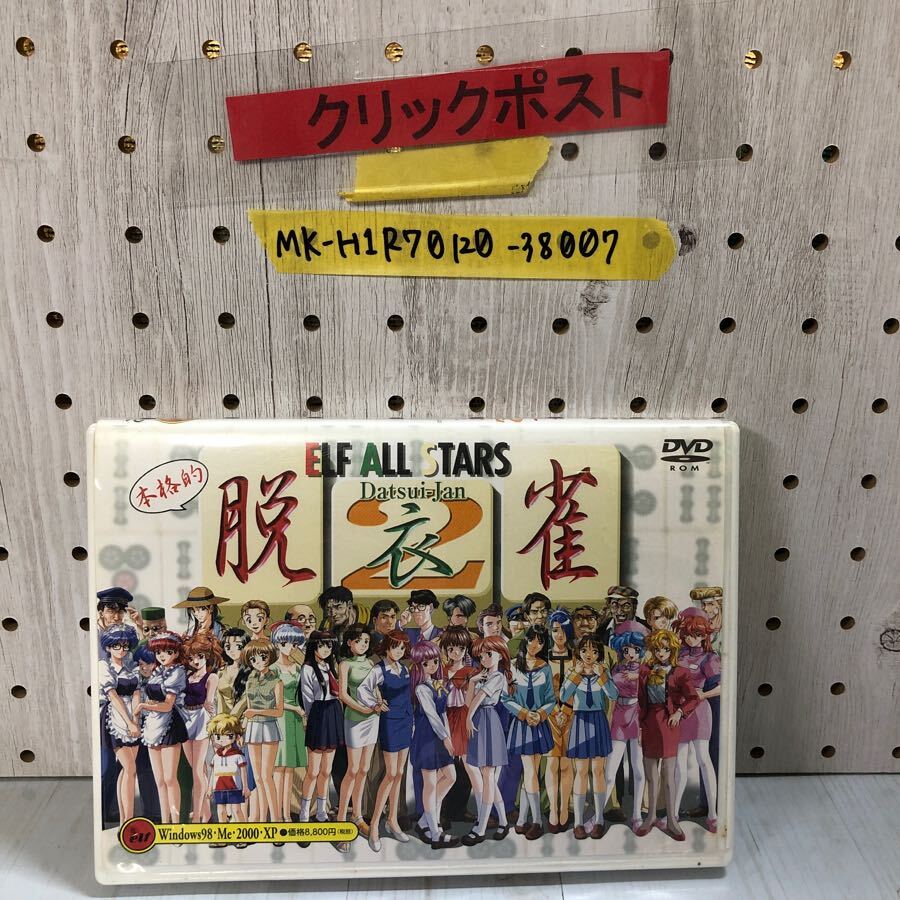 クリックポスト
MK-H1R70120-38007
ELF ALL STARS
DVD
ROM
本格的
Datsui-Jan
脱衣雀
2
elf
Windows98・Me・2000・XP ●価格8,800円(税別)